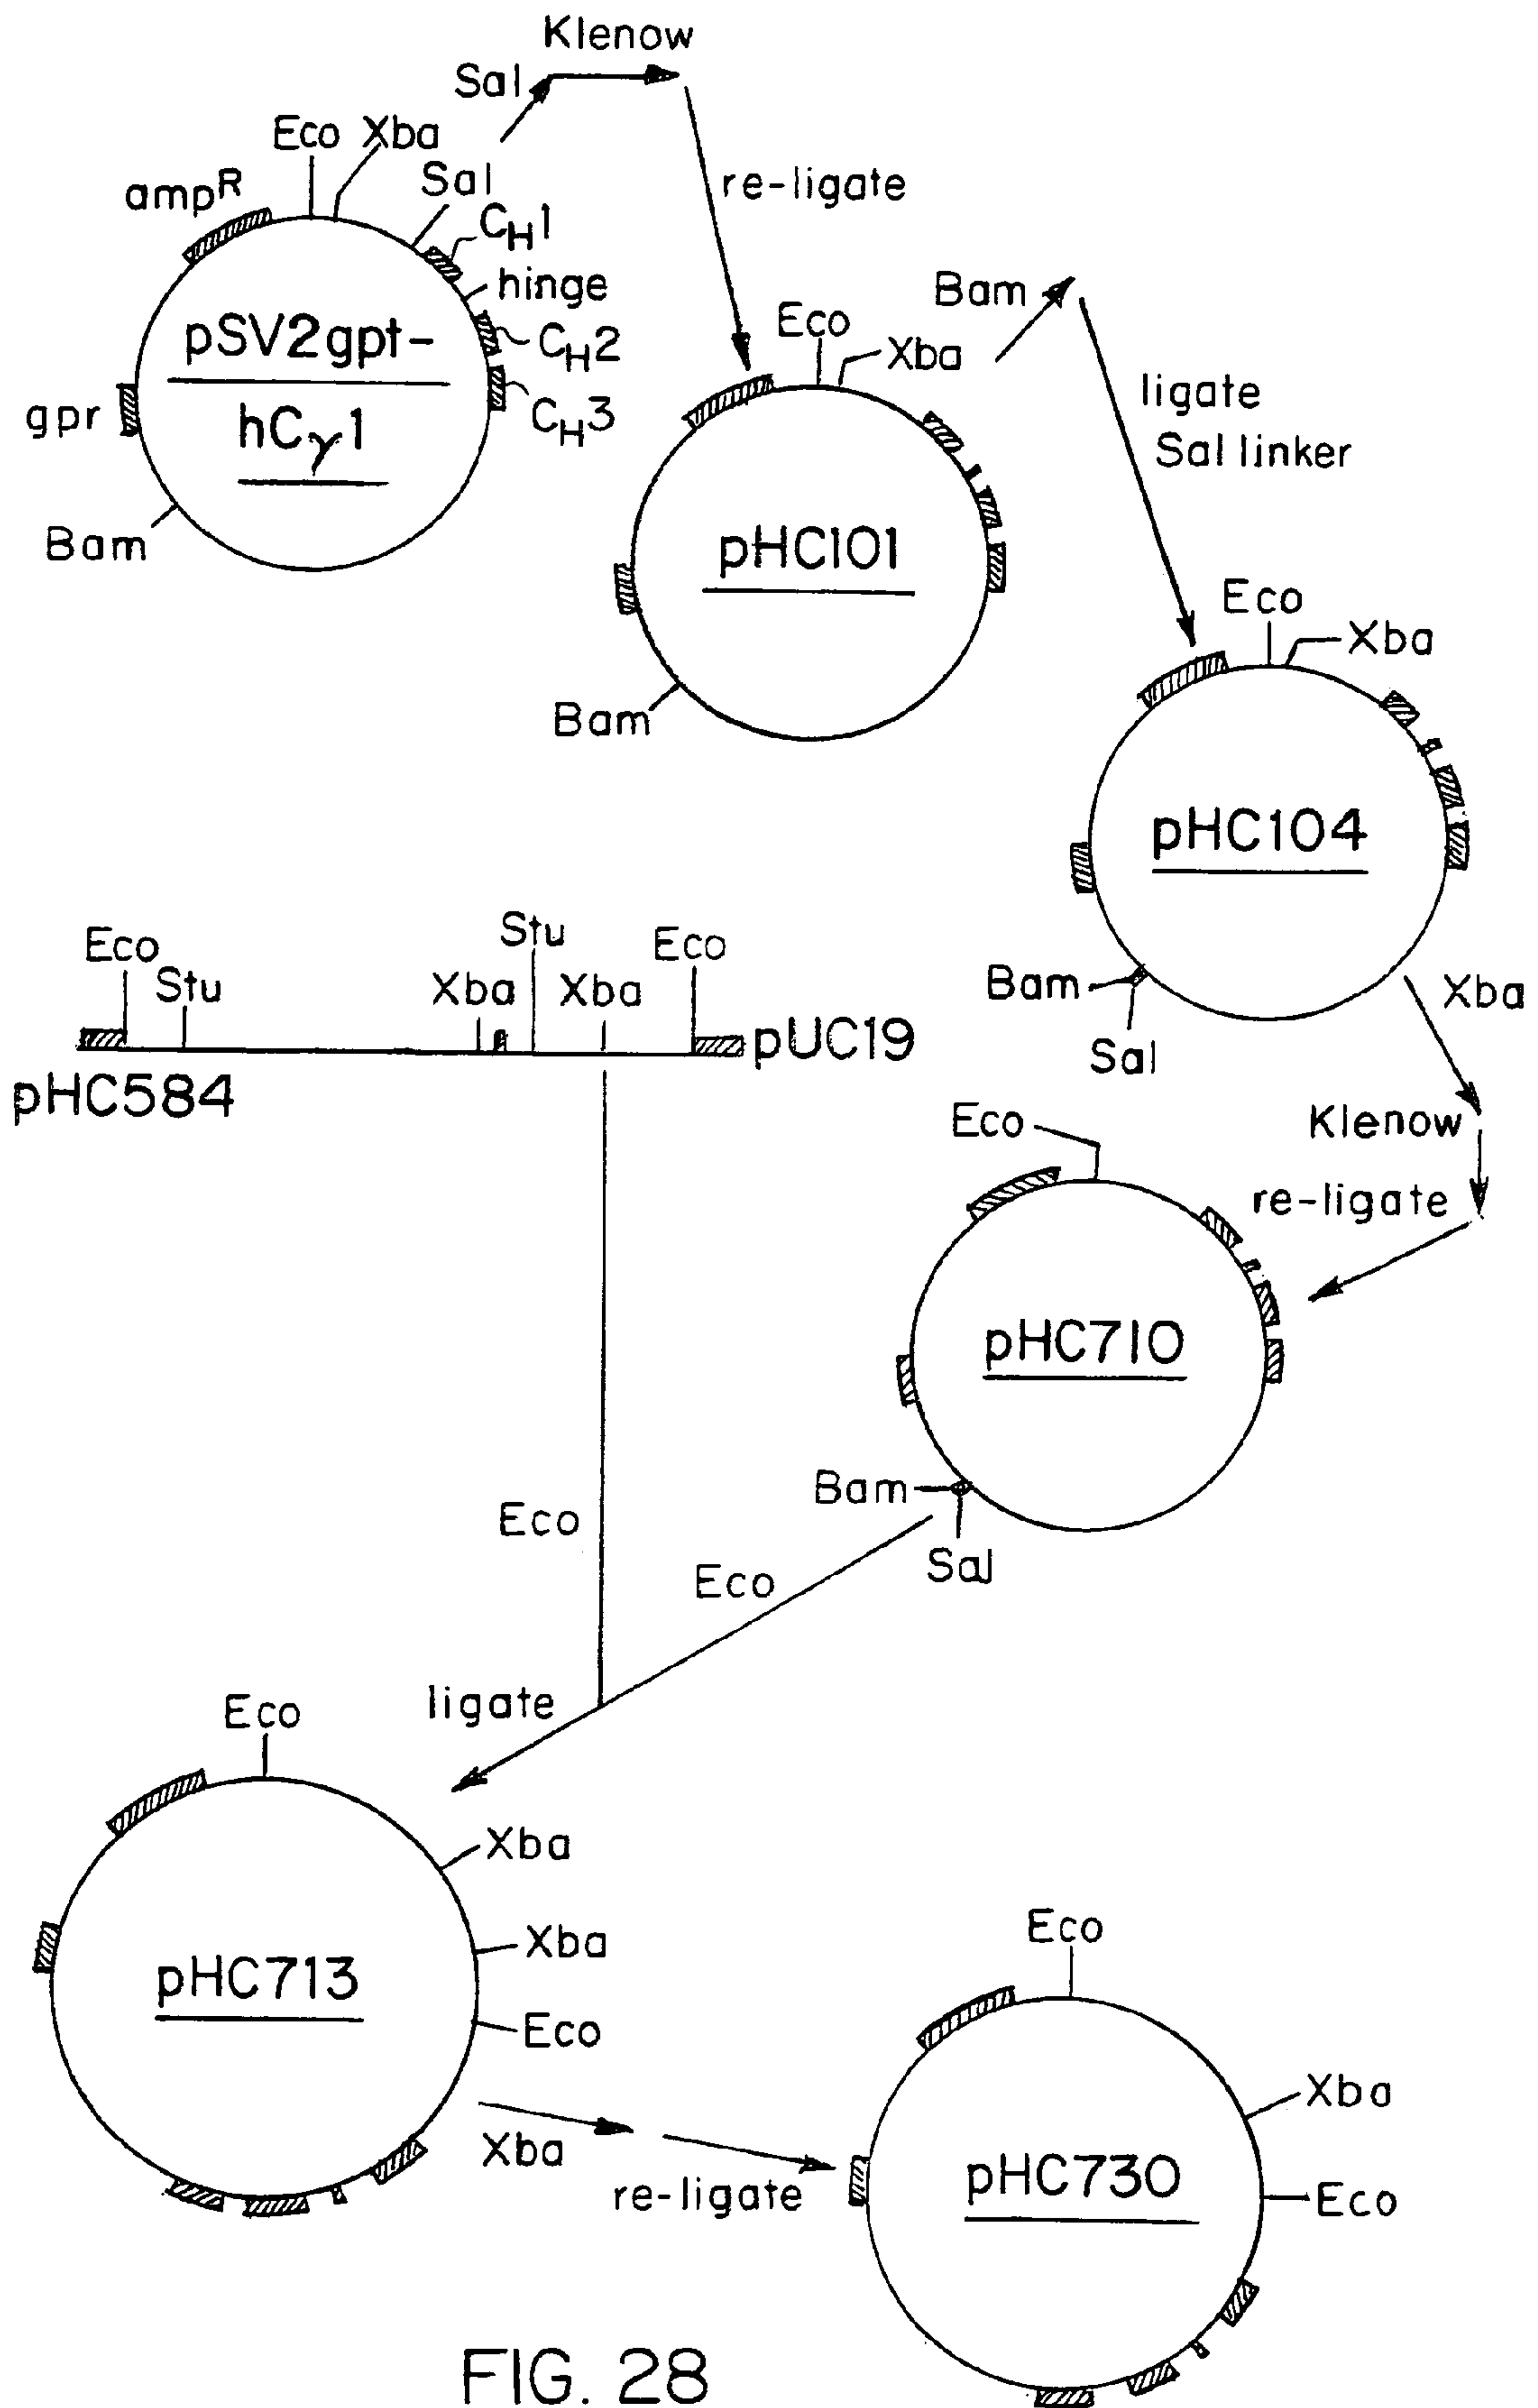 Klenow
Sal
Eco Xba
Sal
ampR
CH1
hinge
CH2
CH3
pSV2gpt-
hCγ1
gpr
Bam
re-ligate
Bam
Eco
Xba
pHC101
Bam
ligate
Sal linker
Eco
Xba
pHC104
Bam
Sal
Xba
Klenow
re-ligate
Eco
Stu
Xba
Stu
Xba
Eco
pUC19
pHC584
Eco
pHC710
Bam
Sal
Eco
Eco
ligate
Eco
Xba
Xba
Eco
pHC713
Xba
re-ligate
Eco
Xba
Eco
pHC730
FIG. 28